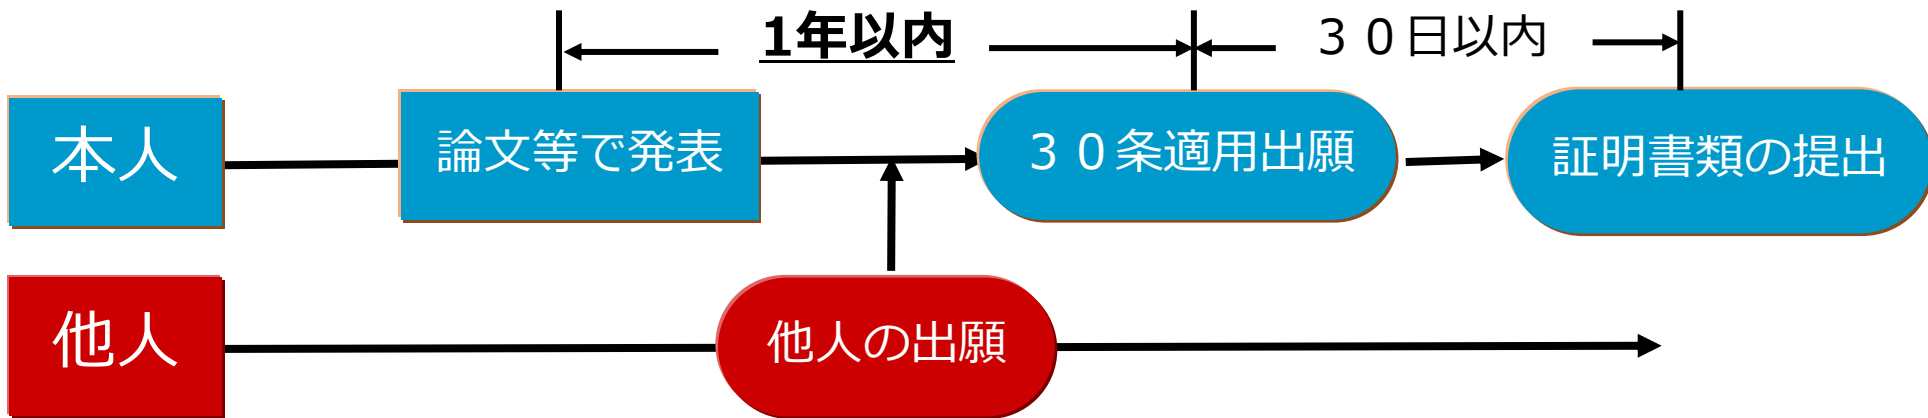 1年以内
３０日以内
本人
論文等で発表
３０条適用出願
証明書類の提出
他人
他人の出願